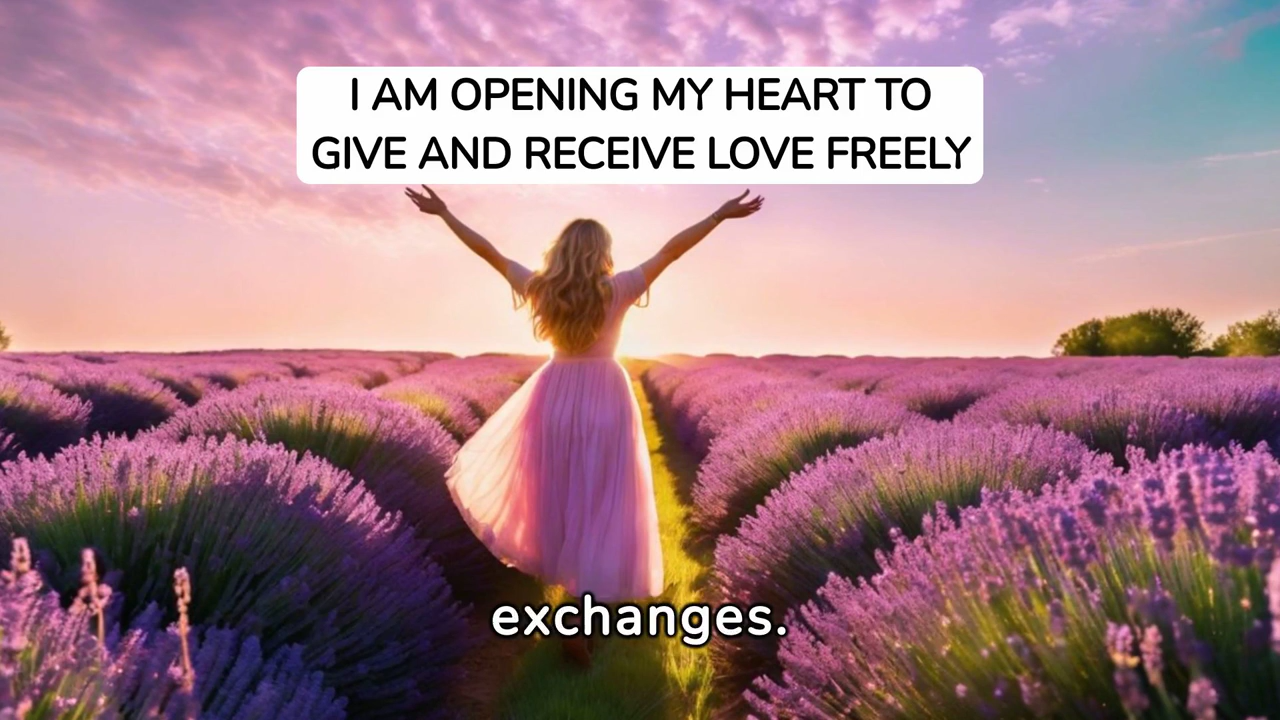 I AM OPENING MY HEART TO
GIVE AND RECEIVE LOVE FREELY
exchanges.